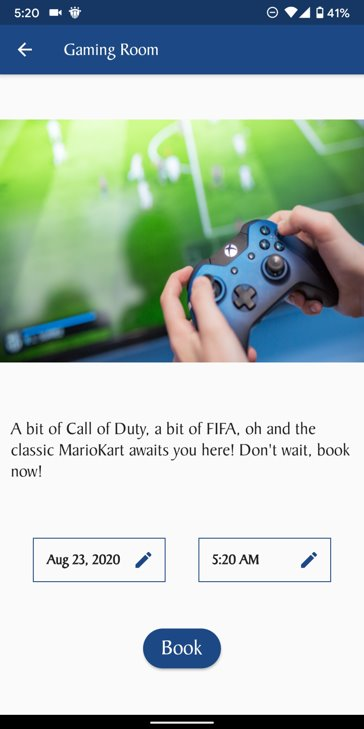 5:20
41%
Gaming Room
A bit of Call of Duty, a bit of FIFA, oh and the
classic MarioKart awaits you here! Don't wait, book
now!
Aug 23, 2020
5:20 AM
Book